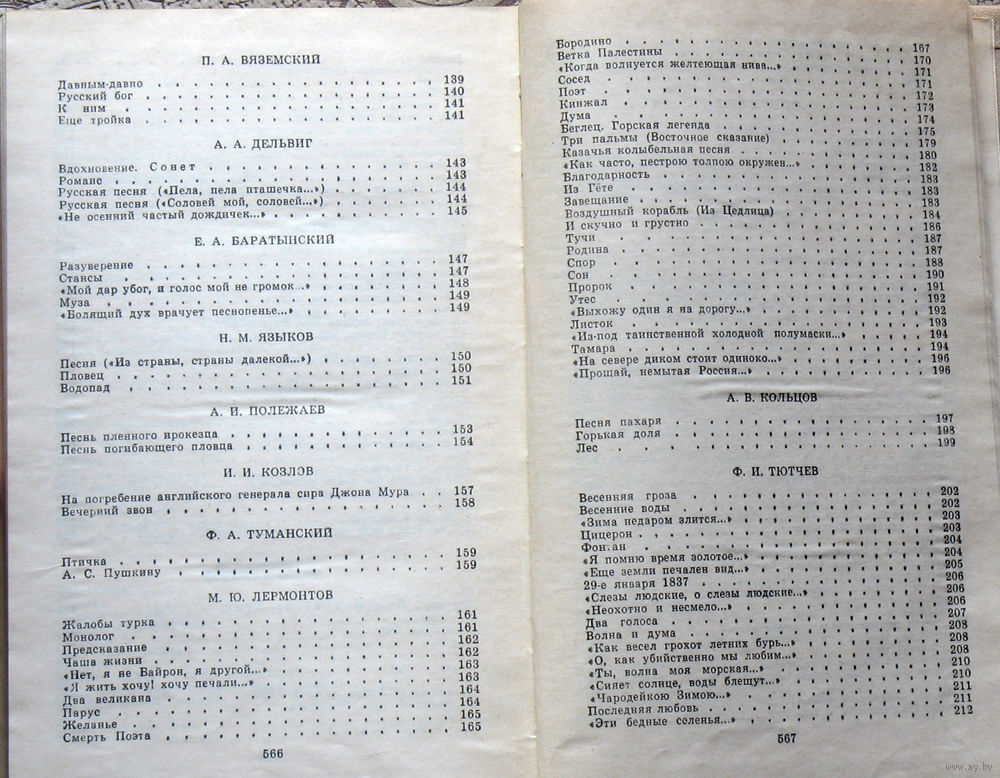 П. А. ВЯЗЕМСКИЙ
Давным-давно . . . . . . . . . . 139
Русский бог . . . . . . . . . . 140
К ним . . . . . . . . . . 141
Еще тройка . . . . . . . . . . 141
А. А. ДЕЛЬВИГ
Вдохновение. Сонет . . . . . . . . . . 143
Романс . . . . . . . . . . 143
Русская песня («Пела, пела пташечка...») . . . . . . 144
Русская песня («Соловей мой, соловей...») . . . . . . 144
«Не осенний частый дождичек...» . . . . . . . . 145
Е. А. БАРАТЫНСКИЙ
Разуверение . . . . . . . . . . 147
Стансы . . . . . . . . . . 147
«Мой дар убог, и голос мой не громок...» . . . . . . 148
Муза . . . . . . . . . . 149
«Болящий дух врачует песнопенье...» . . . . . . . 149
Н. М. ЯЗЫКОВ
Песня («Из страны, страны далекой...») . . . . . . 150
Пловец . . . . . . . . . . 150
Водопад . . . . . . . . . . 151
А. И. ПОЛЕЖАЕВ
Песнь пленного ирокезца . . . . . . . . . . 153
Песнь погибающего пловца . . . . . . . . . . 154
И. И. КОЗЛОВ
На погребение английского генерала сира Джона Мура . . 157
Вечерний звон . . . . . . . . . . 158
Ф. А. ТУМАНСКИЙ
Птичка . . . . . . . . . . 159
А. С. Пушкину . . . . . . . . . . 159
М. Ю. ЛЕРМОНТОВ
Жалобы турка . . . . . . . . . . 161
Монолог . . . . . . . . . . 161
Предсказание . . . . . . . . . . 162
Чаша жизни . . . . . . . . . . 162
«Нет, я не Байрон, я другой...» . . . . . . . . 163
«Я жить хочу! хочу печали...» . . . . . . . . 163
Два великана . . . . . . . . . . 164
Парус . . . . . . . . . . 164
Желанье . . . . . . . . . . 165
Смерть Поэта . . . . . . . . . . 165
566
Бородино . . . . . . . . . . 167
Ветка Палестины . . . . . . . . . . 170
«Когда волнуется желтеющая нива...» . . . . . . 171
Сосед . . . . . . . . . . 171
Поэт . . . . . . . . . . 172
Кинжал . . . . . . . . . . 173
Дума . . . . . . . . . . 174
Беглец. Горская легенда . . . . . . . . . . 175
Три пальмы (Восточное сказание) . . . . . . . . 179
Казачья колыбельная песня . . . . . . . . . . 180
«Как часто, пестрою толпою окружен...» . . . . . . 182
Благодарность . . . . . . . . . . 183
Из Гёте . . . . . . . . . . 183
Завещание . . . . . . . . . . 183
Воздушный корабль (Из Цедлица) . . . . . . . . 184
И скучно и грустно . . . . . . . . . . 186
Тучи . . . . . . . . . . 187
Родина . . . . . . . . . . 187
Спор . . . . . . . . . . 188
Сон . . . . . . . . . . 190
Пророк . . . . . . . . . . 191
Утес . . . . . . . . . . 192
«Выхожу один я на дорогу...» . . . . . . . . 192
Листок . . . . . . . . . . 193
«Из-под таинственной холодной полумаски...» . . . . 194
Тамара . . . . . . . . . . 194
«На севере диком стоит одиноко...» . . . . . . . 196
«Прощай, немытая Россия...» . . . . . . . . 196
А. В. КОЛЬЦОВ
Песня пахаря . . . . . . . . . . 197
Горькая доля . . . . . . . . . . 198
Лес . . . . . . . . . . 199
Ф. И. ТЮТЧЕВ
Весенняя гроза . . . . . . . . . . 202
Весенние воды . . . . . . . . . . 202
«Зима недаром злится...» . . . . . . . . . . 203
Цицерон . . . . . . . . . . 203
Фонтан . . . . . . . . . . 204
«Я помню время золотое...» . . . . . . . . . . 204
«Еще земли печален вид...» . . . . . . . . . . 205
29-е января 1837 . . . . . . . . . . 206
«Слезы людские, о слезы людские...» . . . . . . . 206
«Неохотно и несмело...» . . . . . . . . . . 206
Два голоса . . . . . . . . . . 207
Волна и дума . . . . . . . . . . 208
«Как весел грохот летних бурь...» . . . . . . . . 208
«О, как убийственно мы любим...» . . . . . . . . 208
«Ты, волна моя морская...» . . . . . . . . . . 210
«Сияет солнце, воды блещут...» . . . . . . . . 210
«Чародейкою Зимою...» . . . . . . . . . . 211
Последняя любовь . . . . . . . . . . 211
«Эти бедные селенья...» . . . . . . . . . . 212
567
www.ay.by